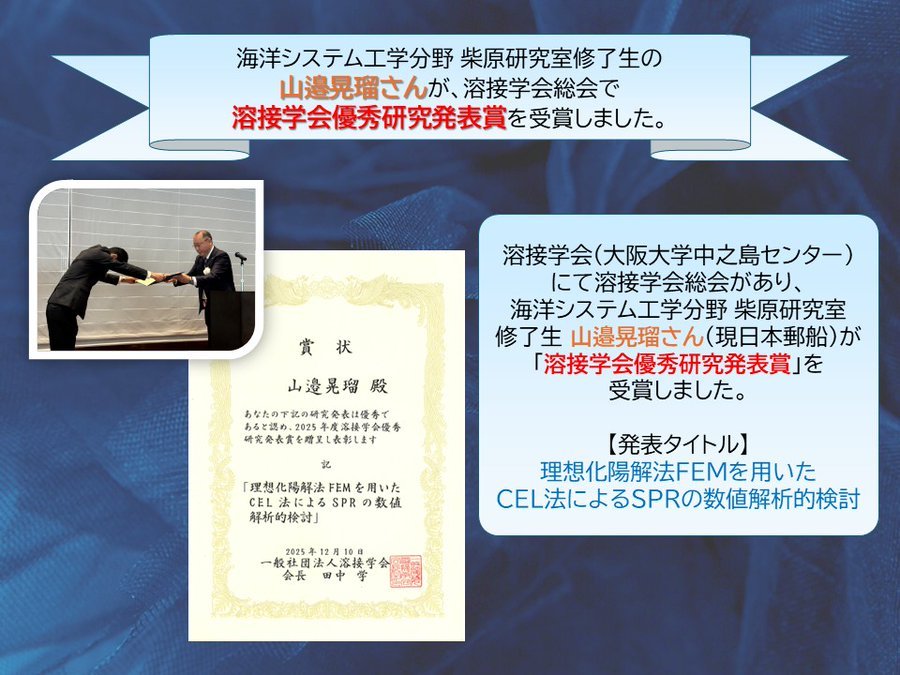 海洋システム工学分野 柴原研究室修了生の
山邉晃瑠さんが、溶接学会総会で
溶接学会優秀研究発表賞を受賞しました。
溶接学会(大阪大学中之島センター)
にて溶接学会総会があり、
海洋システム工学分野 柴原研究室
修了生 山邉晃瑠さん(現日本郵船)が
「溶接学会優秀研究発表賞」を
受賞しました。
【発表タイトル】
理想化陽解法FEMを用いた
CEL法によるSPRの数値解析的検討
賞 状
山邉晃瑠 殿
あなたの下記の研究発表は優秀で
あると認め、2025年度溶接学会優秀
研究発表賞を贈呈し表彰します
記
「理想化陽解法FEMを用いた
CEL法によるSPRの数値
解析的検討」
2025年12月10日
一般社団法人溶接学会
会長 田中 学